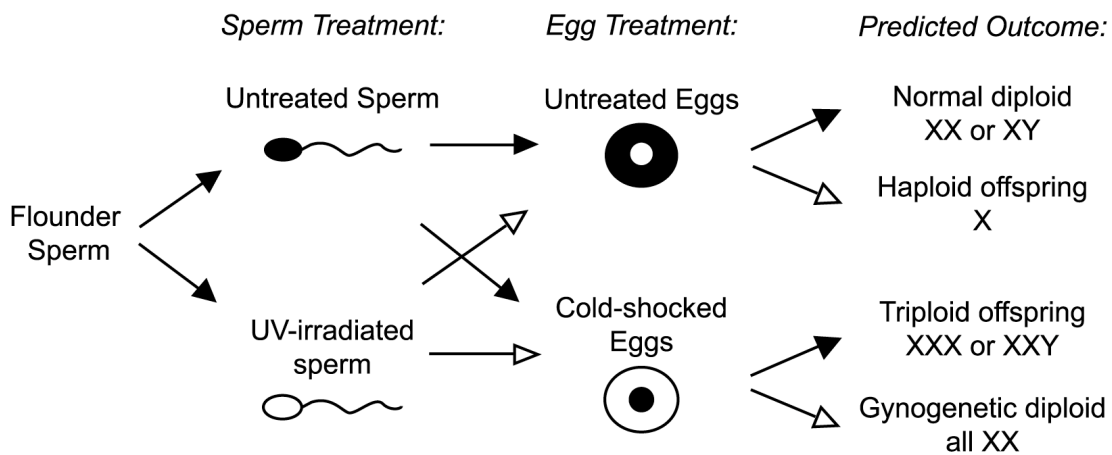 Sperm Treatment:
Egg Treatment:
Predicted Outcome:
Untreated Sperm
Untreated Eggs
Normal diploid
XX or XY
Haploid offspring
X
Flounder
Sperm
UV-irradiated
sperm
Cold-shocked
Eggs
Triploid offspring
XXX or XXY
Gynogenetic diploid
all XX